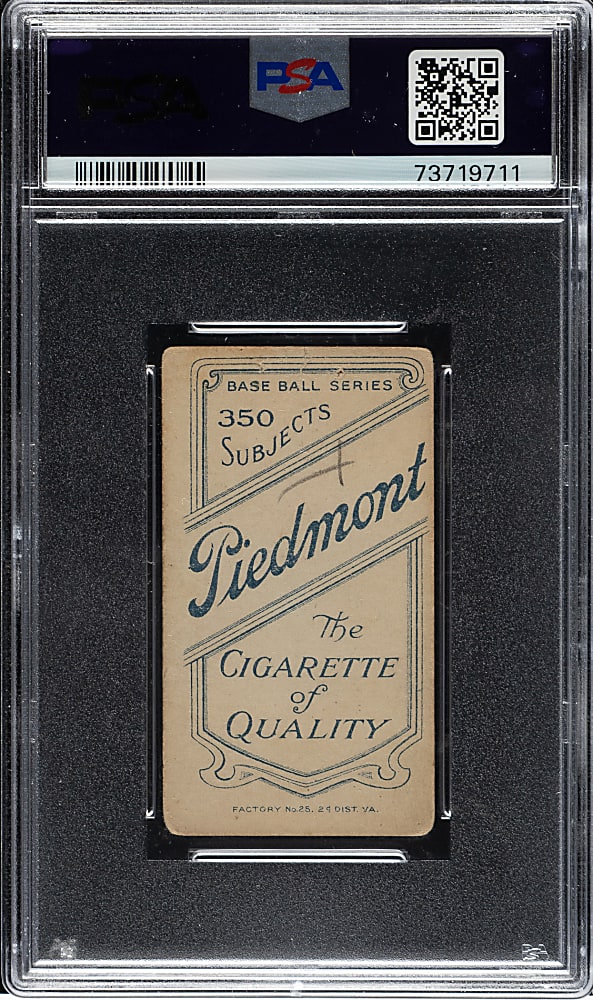 PSA
73719711
BASE BALL SERIES
350
SUBJECTS
Piedmont
The
CIGARETTE
of
QUALITY
FACTORY No.25, 2d DIST. VA.